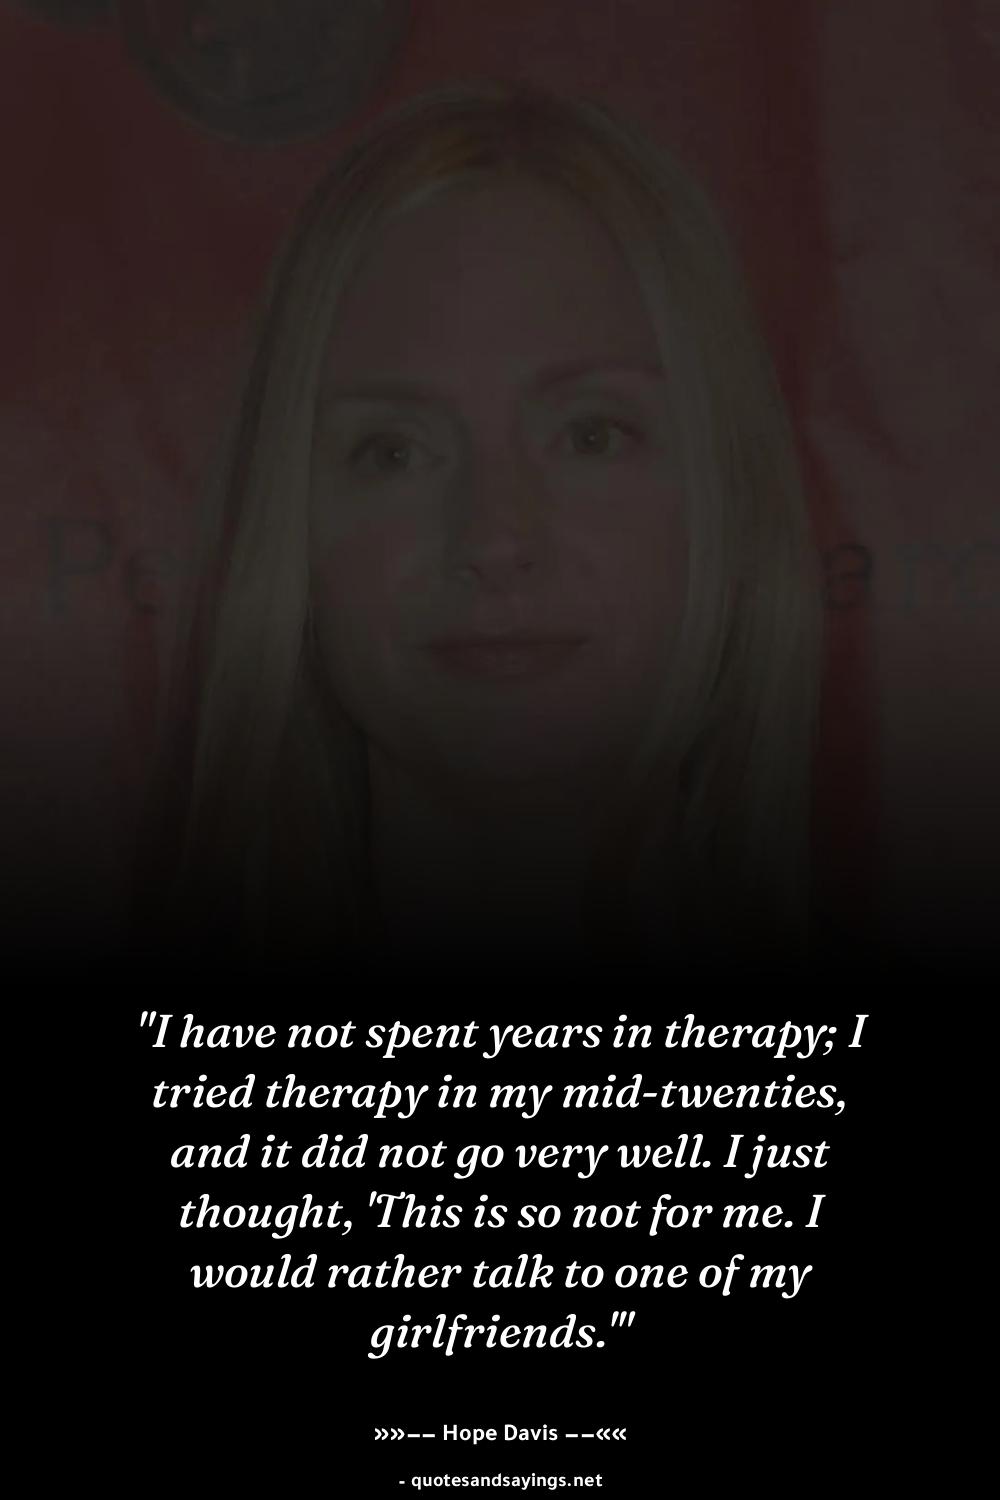 "I have not spent years in therapy; I
tried therapy in my mid-twenties,
and it did not go very well. I just
thought, 'This is so not for me. I
would rather talk to one of my
girlfriends.'"
»»–– Hope Davis ––««
- quotesandsayings.net